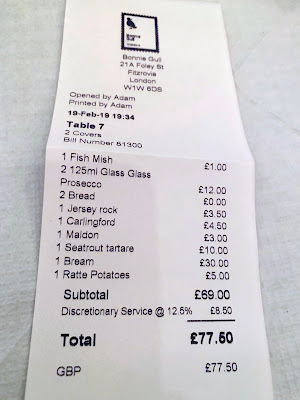 Bonnie Gull
21A Foley St
Fitzrovia
London
W1W 6DS
Opened by Adam
Printed by Adam
19-Feb-19 19:34
Table 7
2 Covers
Bill Number 81300
1 Fish Mish £1.00
2 125ml Glass Glass
Prosecco £12.00
2 Bread £0.00
1 Jersey rock £3.50
1 Carlingford £4.50
1 Maldon £3.00
1 Seatrout tartare £10.00
1 Bream £30.00
1 Ratte Potatoes £5.00
Subtotal £69.00
Discretionary Service @ 12.5% £8.50
Total £77.50
GBP £77.50